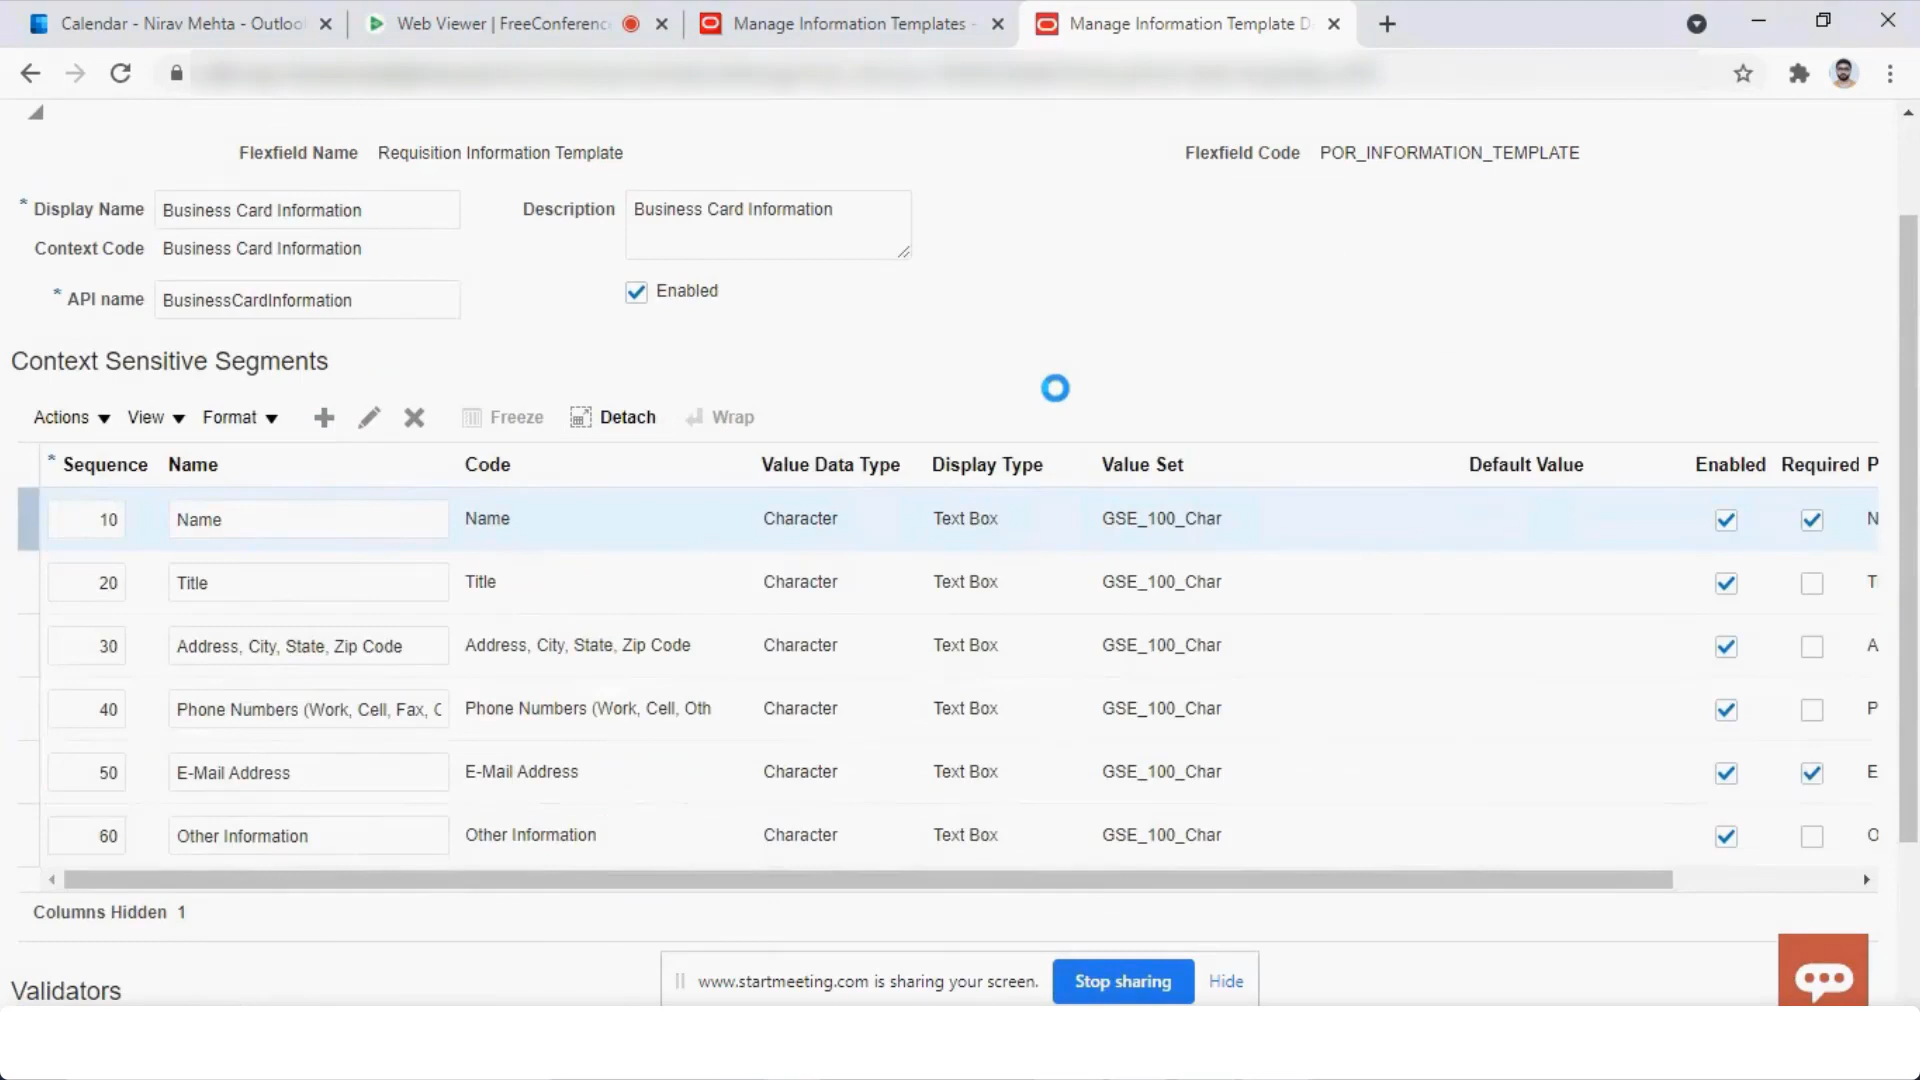 Calendar - Nirav Mehta - Outloo
Web Viewer | FreeConference
Manage Information Templates -
Manage Information Template D
Flexfield Name Requisition Information Template
Flexfield Code POR_INFORMATION_TEMPLATE
* Display Name Business Card Information
Description Business Card Information
Context Code Business Card Information
* API name BusinessCardInformation
Enabled
Context Sensitive Segments
Actions View Format Freeze Detach Wrap
* Sequence Name Code Value Data Type Display Type Value Set Default Value Enabled Required P
10 Name Name Character Text Box GSE_100_Char N
20 Title Title Character Text Box GSE_100_Char T
30 Address, City, State, Zip Code Address, City, State, Zip Code Character Text Box GSE_100_Char A
40 Phone Numbers (Work, Cell, Fax, C Phone Numbers (Work, Cell, Oth Character Text Box GSE_100_Char P
50 E-Mail Address E-Mail Address Character Text Box GSE_100_Char E
60 Other Information Other Information Character Text Box GSE_100_Char O
Columns Hidden 1
www.startmeeting.com is sharing your screen. Stop sharing Hide
Validators